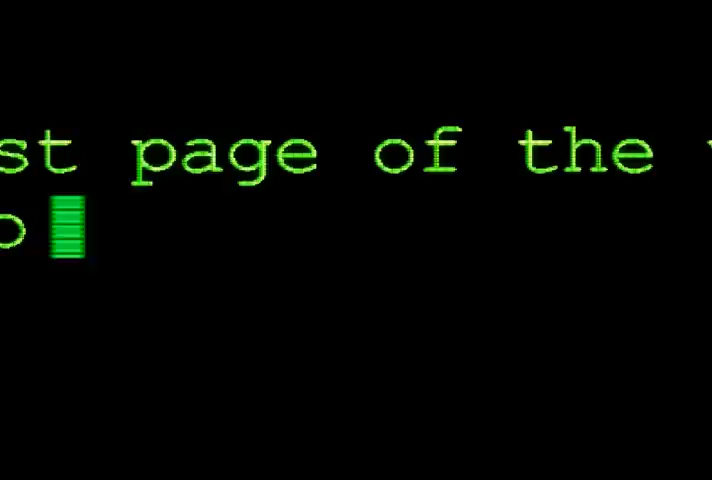 st page of the
o